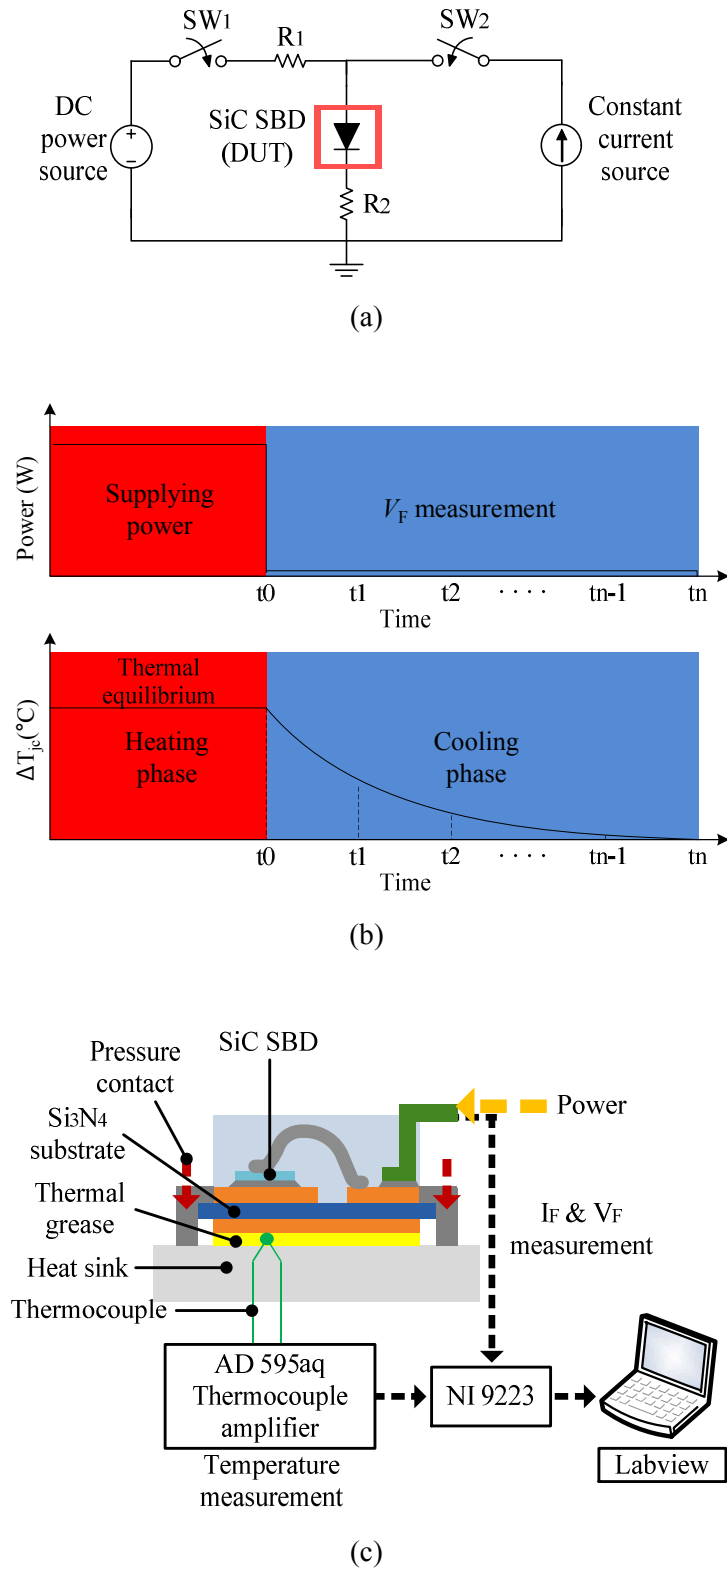 SW1
SW2
R1
DC
power
source
SiC SBD
(DUT)
Constant
current
source
R2
(a)
Power (W)
Supplying
power
VF measurement
t0 t1 t2 · · · · tn-1 tn
Time
ΔTjc(°C)
Thermal
equilibrium
Heating
phase
Cooling
phase
t0 t1 t2 · · · · tn-1 tn
Time
(b)
SiC SBD
Pressure
contact
Power
Si3N4
substrate
Thermal
grease
IF & VF
measurement
Heat sink
Thermocouple
AD 595aq
Thermocouple
amplifier
NI 9223
Labview
Temperature
measurement
(c)